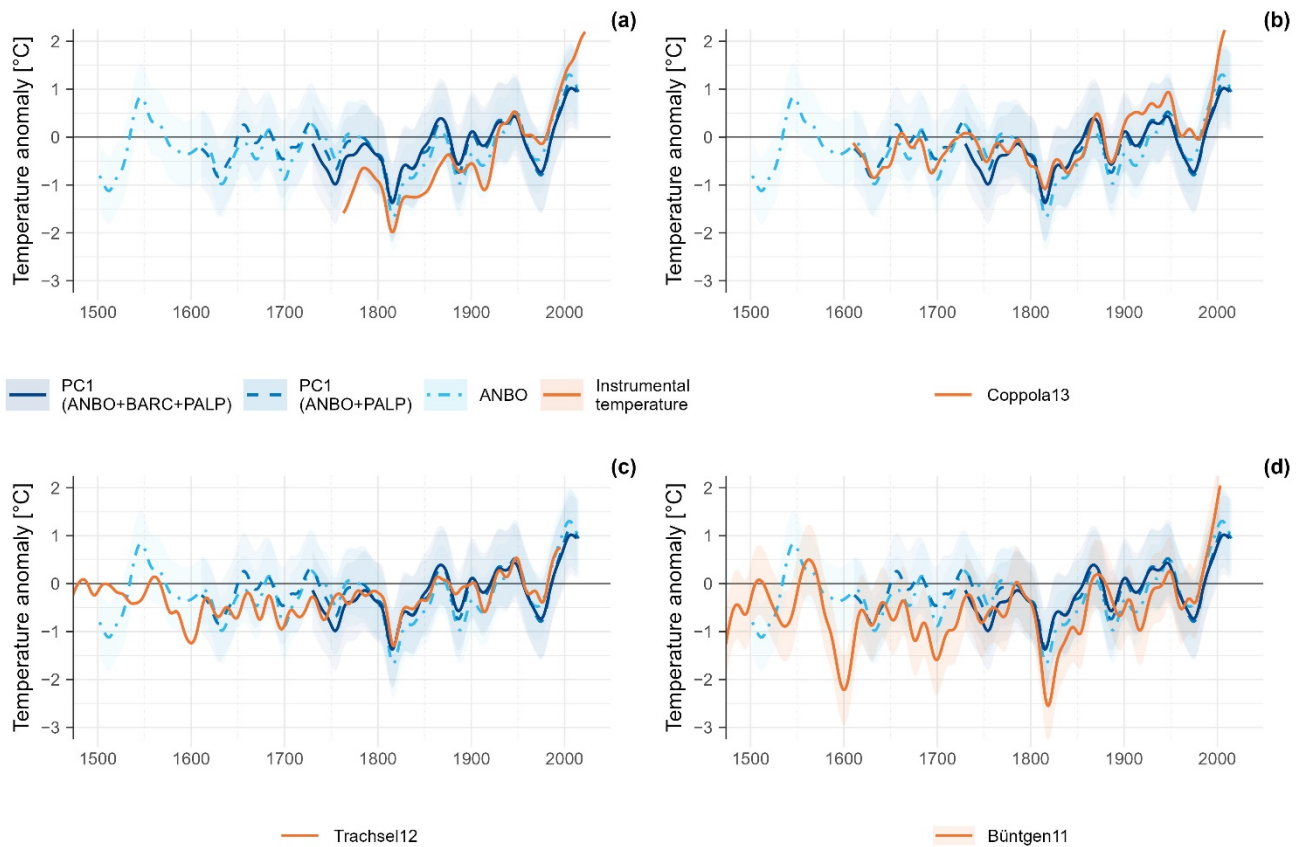 (a)
Temperature anomaly [°C]
2
1
0
−1
−2
−3
1500 1600 1700 1800 1900 2000
(b)
Temperature anomaly [°C]
2
1
0
−1
−2
−3
1500 1600 1700 1800 1900 2000
PC1
(ANBO+BARC+PALP)
PC1
(ANBO+PALP)
ANBO
Instrumental
temperature
Coppola13
(c)
Temperature anomaly [°C]
2
1
0
−1
−2
−3
1500 1600 1700 1800 1900 2000
(d)
Temperature anomaly [°C]
2
1
0
−1
−2
−3
1500 1600 1700 1800 1900 2000
Trachsel12
Büntgen11